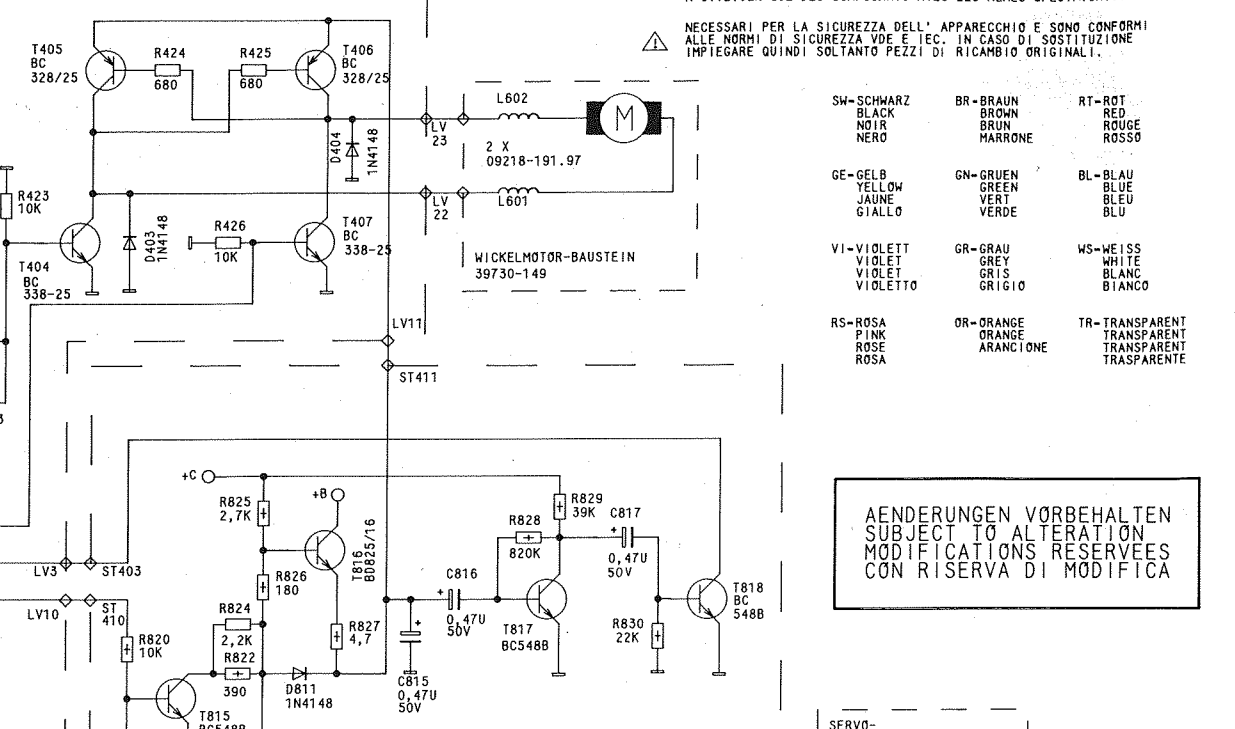 NECESSARI PER LA SICUREZZA DELL' APPARECCHIO E SONO CONFORMI
ALLE NORMI DI SICUREZZA VDE E IEC. IN CASO DI SOSTITUZIONE
IMPIEGARE QUINDI SOLTANTO PEZZI DI RICAMBIO ORIGINALI.
T405
BC
328/25
R424
680
R425
680
T406
BC
328/25
D404
1N4148
LV
23
L602
M
2 X
09218-191.97
LV
22
L601
WICKELMOTOR-BAUSTEIN
39730-149
R423
10K
T404
BC
338-25
D403
1N4148
R426
10K
T407
BC
338-25
SW-SCHWARZ
BLACK
NOIR
NERO
BR-BRAUN
BROWN
BRUN
MARRONE
RT-ROT
RED
ROUGE
ROSSO
GE-GELB
YELLOW
JAUNE
GIALLO
GN-GRUEN
GREEN
VERT
VERDE
BL-BLAU
BLUE
BLEU
BLU
VI-VIOLETT
VIOLET
VIOLET
VIOLETTO
GR-GRAU
GREY
GRIS
GRIGIO
WS-WEISS
WHITE
BLANC
BIANCO
RS-ROSA
PINK
ROSE
ROSA
OR-ORANGE
ORANGE
ARANCIONE
TR-TRANSPARENT
TRANSPARENT
TRANSPARENT
TRASPARENTE
LV11
ST411
+C
R825
2,7K
+B
T816
BD825/16
R826
180
LV3
ST403
LV10
ST
410
R820
10K
R824
2,2K
R822
390
R827
4,7
D811
1N4148
T815
BC548B
C816
+
0,47U
50V
+
C815
0,47U
50V
R828
820K
R829
39K
T817
BC548B
C817
+
0,47U
50V
R830
22K
T818
BC
548B
AENDERUNGEN VORBEHALTEN
SUBJECT TO ALTERATION
MODIFICATIONS RESERVEES
CON RISERVA DI MODIFICA
SERVO-